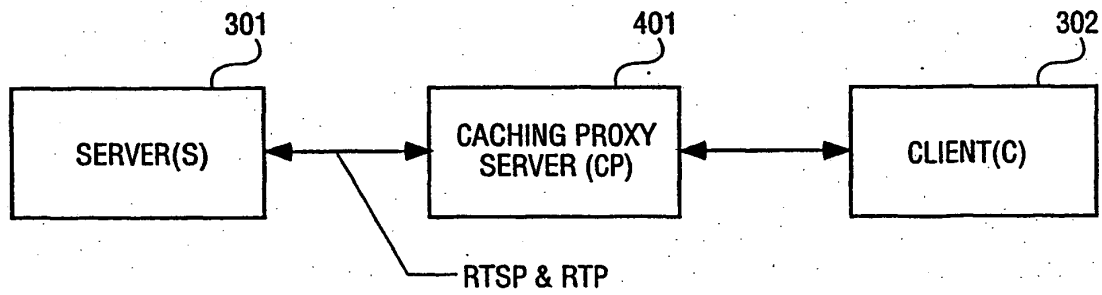 301
401
302
SERVER(S)
CACHING PROXY
SERVER (CP)
CLIENT(C)
RTSP & RTP